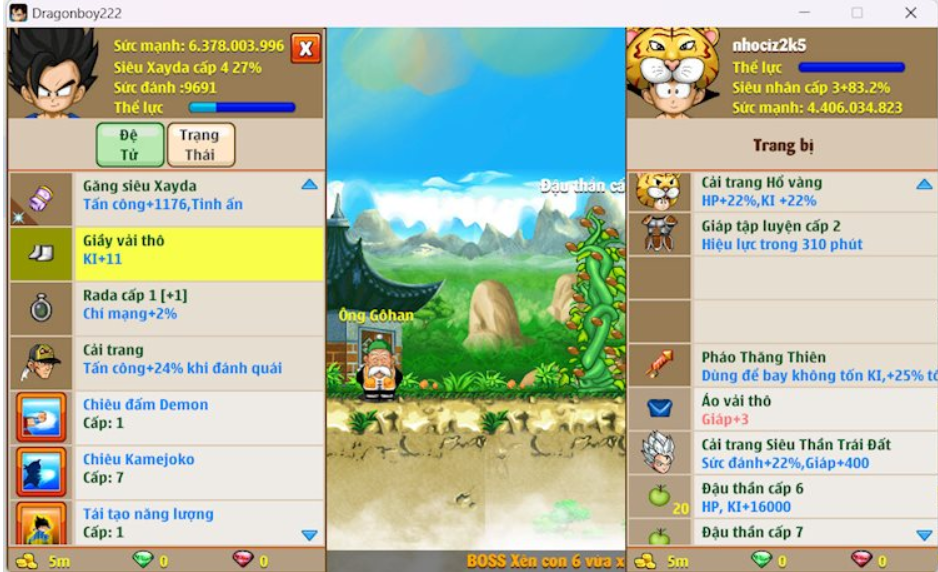 Dragonboy222
Sức mạnh: 6.378.003.996
Siêu Xayda cấp 4 27%
Sức đánh :9691
Thể lực
X
Đệ
Tử
Trạng
Thái
Găng siêu Xayda
Tấn công+1176,Tinh ấn
Giầy vải thô
KI+11
Rada cấp 1 [+1]
Chí mạng+2%
Cải trang
Tấn công+24% khi đánh quái
Chiêu đấm Demon
Cấp: 1
Chiêu Kamejoko
Cấp: 7
Tái tạo năng lượng
Cấp: 1
5m
0
0
Đậu thần cấ
Ông Gôhan
BOSS Xên con 6 vừa x
nhociz2k5
Thể lực
Siêu nhân cấp 3+83.2%
Sức mạnh: 4.406.034.823
Trang bị
Cải trang Hổ vàng
HP+22%,KI +22%
Giáp tập luyện cấp 2
Hiệu lực trong 310 phút
Pháo Thăng Thiên
Dùng để bay không tốn KI,+25% tố
Áo vải thô
Giáp+3
Cải trang Siêu Thần Trái Đất
Sức đánh+22%,Giáp+400
Đậu thần cấp 6
HP, KI+16000
20
Đậu thần cấp 7
5m
0
0